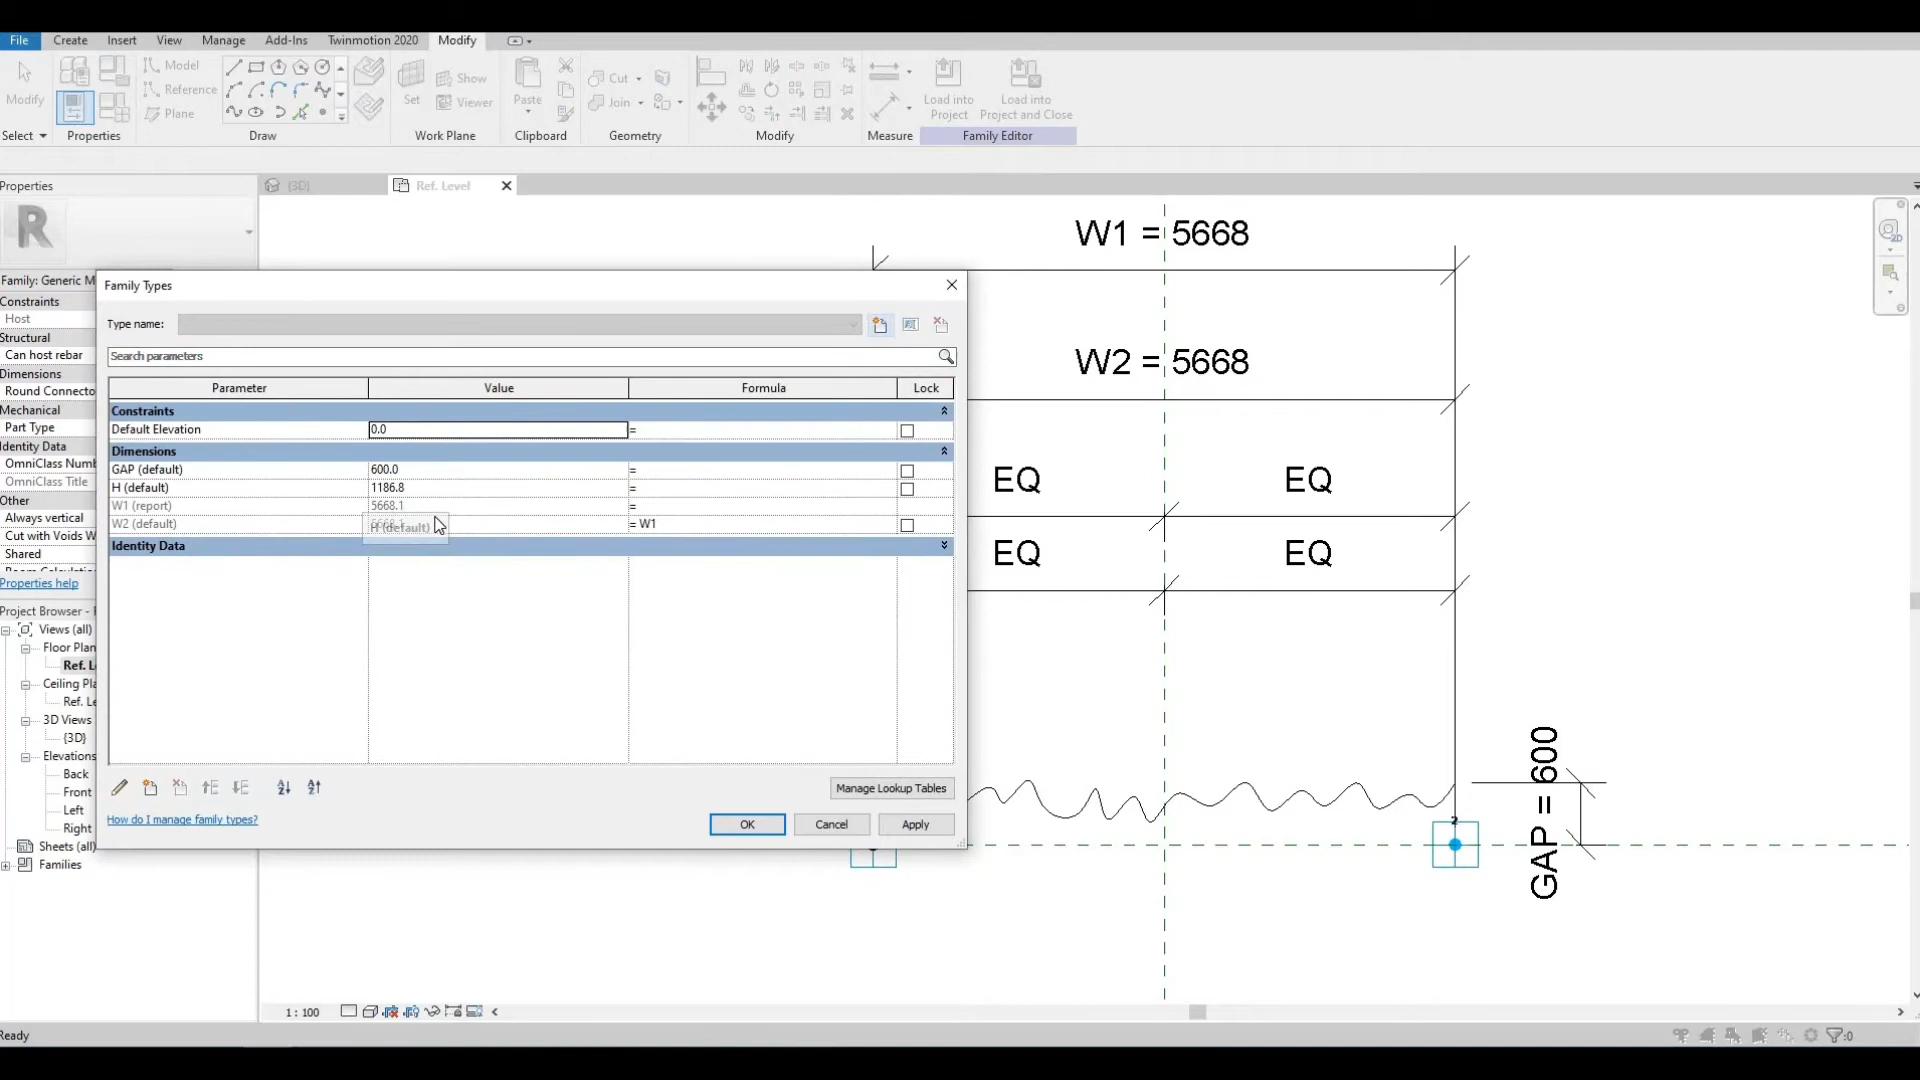 File Create Insert View Manage Add-Ins Twinmotion 2020 Modify
Modify
Select
Properties
Model
Reference
Plane
Draw
Set
Show
Viewer
Work Plane
Paste
Clipboard
Cut
Join
Geometry
Modify
Measure
Load into
Project
Load into
Project and Close
Family Editor
Properties
{3D}
Ref. Level
R
Family: Generic M
Constraints
Host
Structural
Can host rebar
Dimensions
Round Connecto
Mechanical
Part Type
Identity Data
OmniClass Numb
OmniClass Title
Other
Always vertical
Cut with Voids W
Shared
Properties help
Project Browser -
Views (all)
Floor Plan
Ref. L
Ceiling Pla
Ref. Le
3D Views
{3D}
Elevations
Back
Front
Left
Right
Sheets (all)
Families
Family Types
Type name:
Search parameters
Parameter Value Formula Lock
Constraints
Default Elevation 0.0 =
Dimensions
GAP (default) 600.0 =
H (default) 1186.8 =
W1 (report) 5668.1 =
W2 (default) = W1
H (default)
Identity Data
Manage Lookup Tables
How do I manage family types?
OK Cancel Apply
W1 = 5668
W2 = 5668
EQ EQ
EQ EQ
GAP = 600
2
2D
1 : 100
Ready
:0